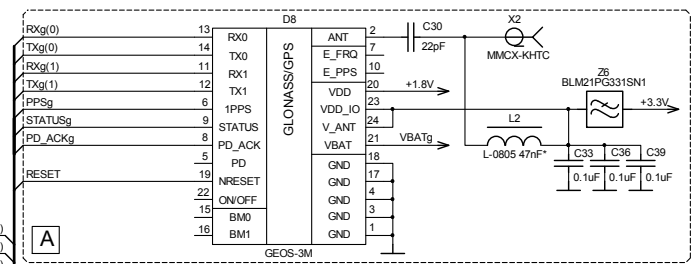 D8
RXg(0) 13 RX0 ANT 2 C30 X2
TXg(0) 14 TX0 E_FRQ 7 22pF MMCX-KHTC
RXg(1) 11 RX1 E_PPS 10
TXg(1) 12 TX1 VDD 20 +1.8V
PPSg 6 1PPS VDD_IO 23
STATUSg 9 STATUS V_ANT 24
PD_ACKg 8 PD_ACK VBAT 21 VBATg
5 PD GND 18
RESET 19 NRESET GND 17
22 ON/OFF GND 4
15 BM0 GND 3
16 BM1 GND 1
GLONASS/GPS
GEOS-3M
Z6
BLM21PG331SN1
+3.3V
L2
L-0805 47nF*
C33 C36 C39
0.1uF 0.1uF 0.1uF
A